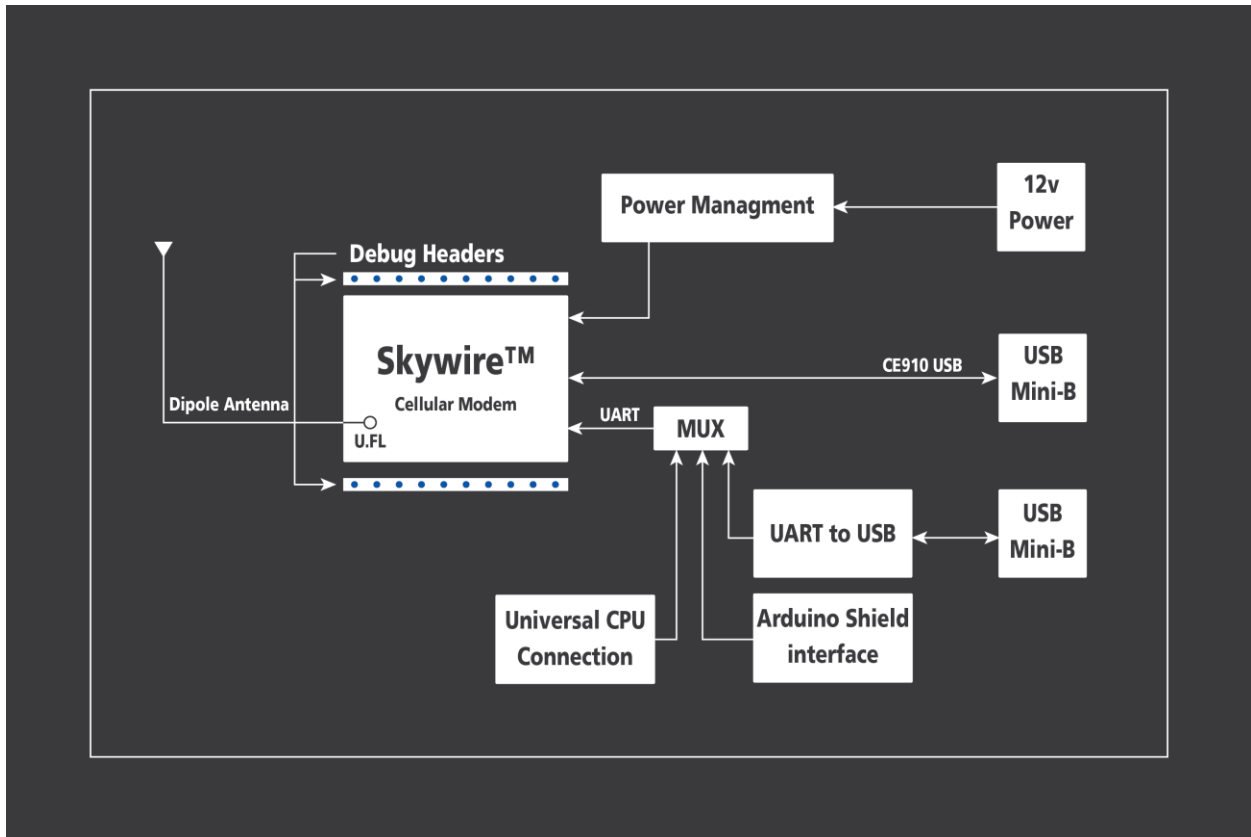 12v
Power
Power Managment
Debug Headers
Skywire™
Cellular Modem
U.FL
Dipole Antenna
CE910 USB
USB
Mini-B
UART
MUX
UART to USB
USB
Mini-B
Universal CPU
Connection
Arduino Shield
interface